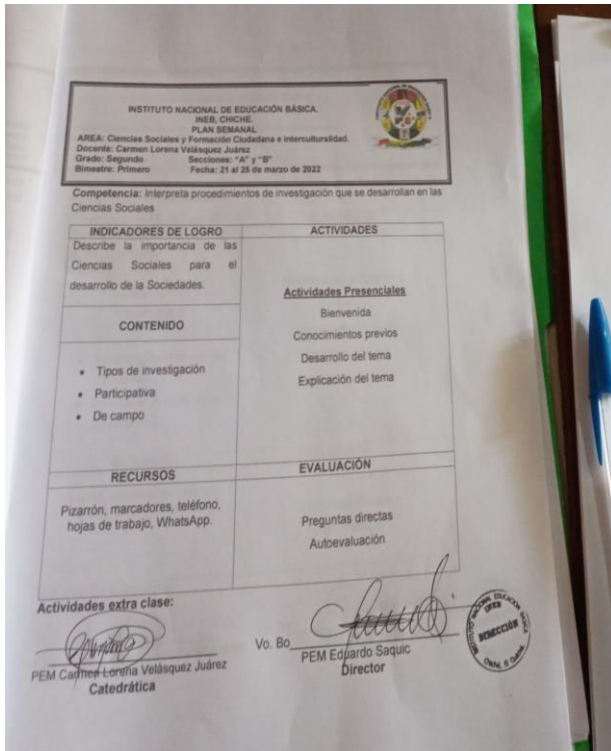 INSTITUTO NACIONAL DE EDUCACIÓN BÁSICA.
INEB, CHICHE.
PLAN SEMANAL
AREA: Ciencias Sociales y Formación Ciudadana e interculturalidad.
Docente: Carmen Lorena Velásquez Juárez
Grado: Segundo Secciones: “A” y “B”
Bimestre: Primero Fecha: 21 al 25 de marzo de 2022
Competencia: Interpreta procedimientos de investigación que se desarrollan en las
Ciencias Sociales
INDICADORES DE LOGRO
Describe la importancia de las
Ciencias Sociales para el
desarrollo de la Sociedades.
CONTENIDO
• Tipos de investigación
• Participativa
• De campo
ACTIVIDADES
Actividades Presenciales
Bienvenida
Conocimientos previos
Desarrollo del tema
Explicación del tema
RECURSOS
Pizarrón, marcadores, teléfono,
hojas de trabajo, WhatsApp.
EVALUACIÓN
Preguntas directas
Autoevaluación
Actividades extra clase:
PEM Carmen Lorena Velásquez Juárez
Catedrática
Vo. Bo
PEM Eduardo Saquic
Director
DIRECCIÓN